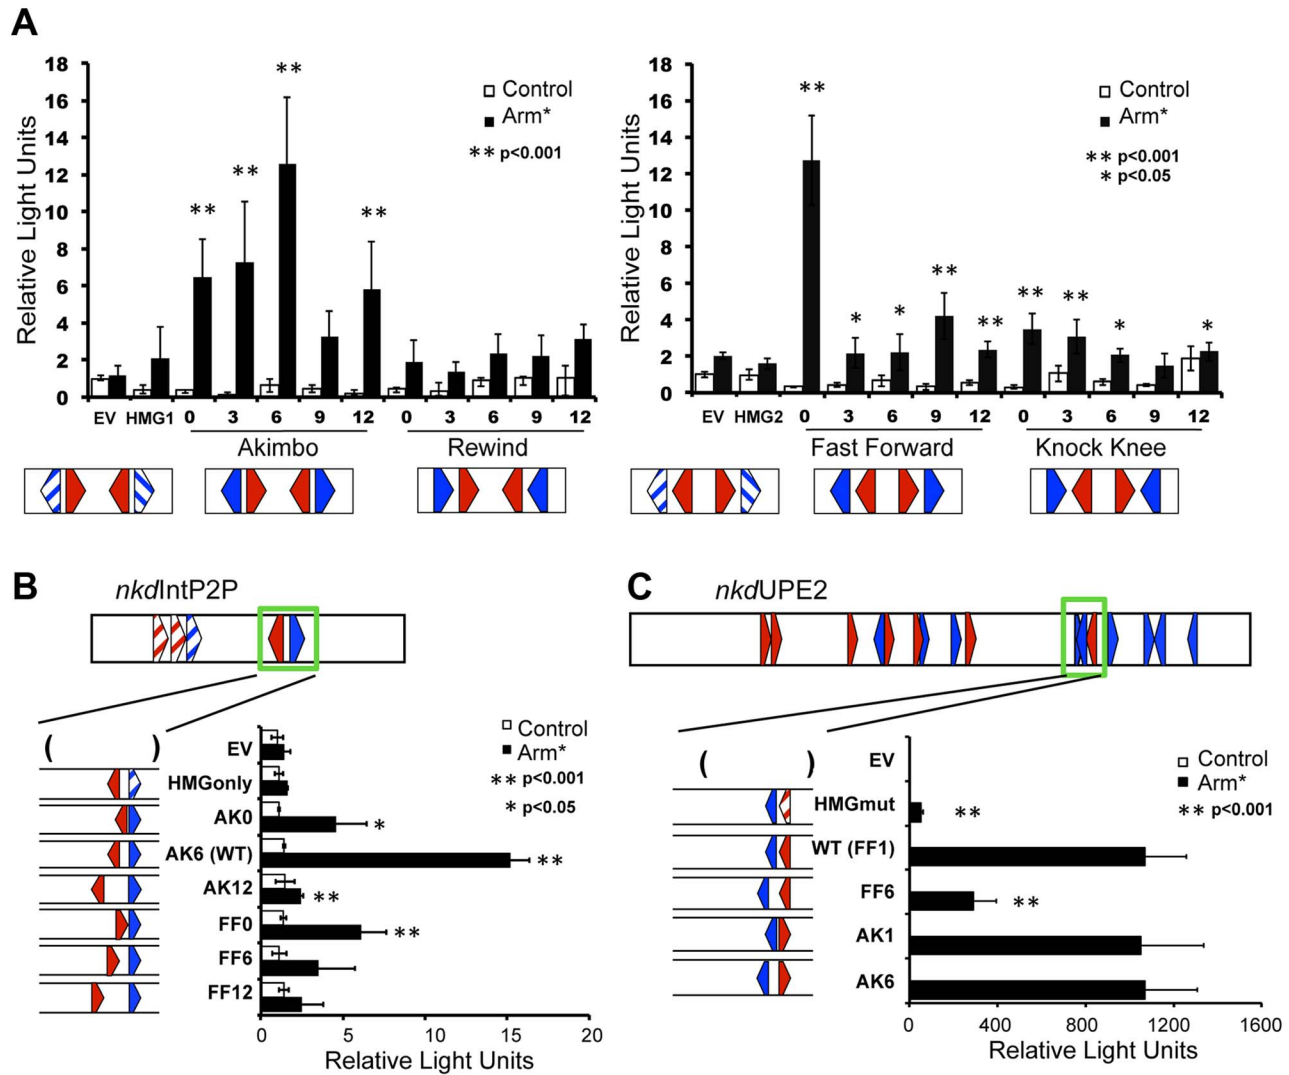 A
18
16
14
12
10
8
6
4
2
0
Relative Light Units
Control
Arm*
** p<0.001
**
**
**
**
EV HMG1 0 3 6 9 12 0 3 6 9 12
Akimbo Rewind
18
16
14
12
10
8
6
4
2
0
Relative Light Units
Control
Arm*
** p<0.001
* p<0.05
**
*
*
**
**
**
**
*
*
EV HMG2 0 3 6 9 12 0 3 6 9 12
Fast Forward Knock Knee
B
nkdIntP2P
( )
Control
Arm*
** p<0.001
* p<0.05
EV
HMGonly
AK0 *
AK6 (WT) **
AK12 **
FF0 **
FF6
FF12
0 5 10 15 20
Relative Light Units
C
nkdUPE2
( )
Control
Arm*
** p<0.001
EV
HMGmut **
WT (FF1)
FF6 **
AK1
AK6
0 400 800 1200 1600
Relative Light Units